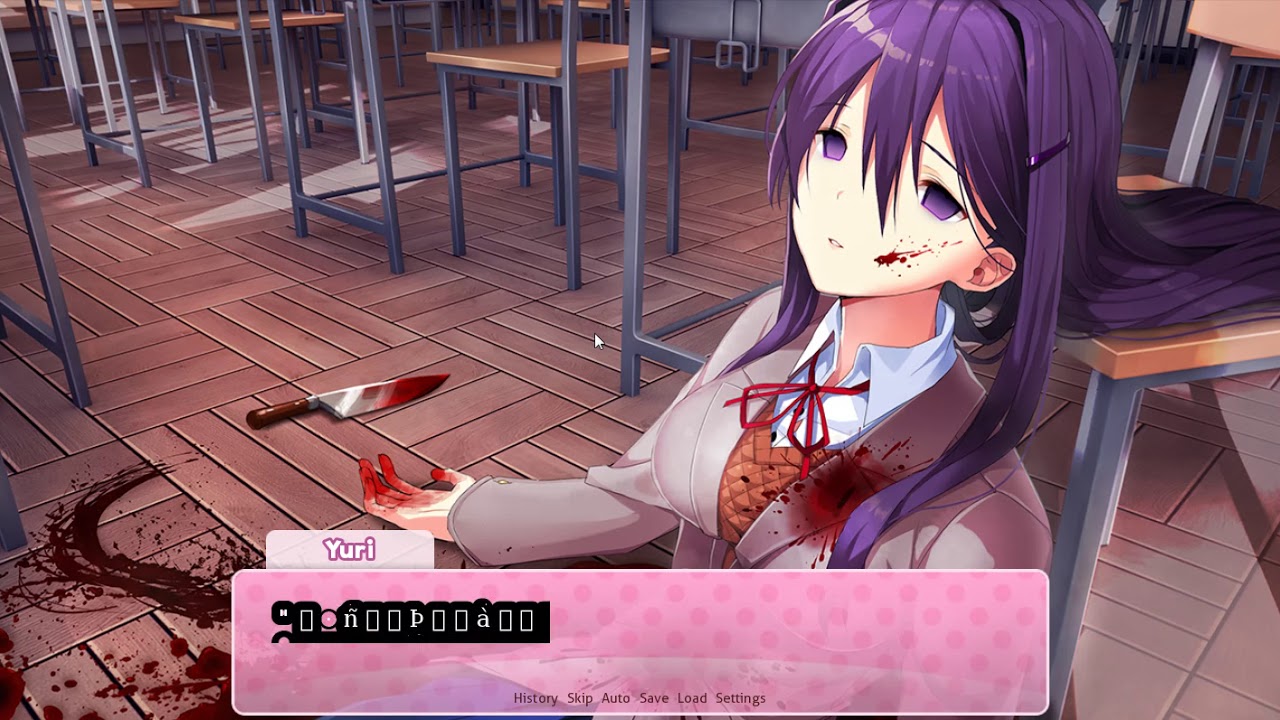 Yuri
"▯ñ▯▯Þ▯▯à▯▯
History Skip Auto Save Load Settings